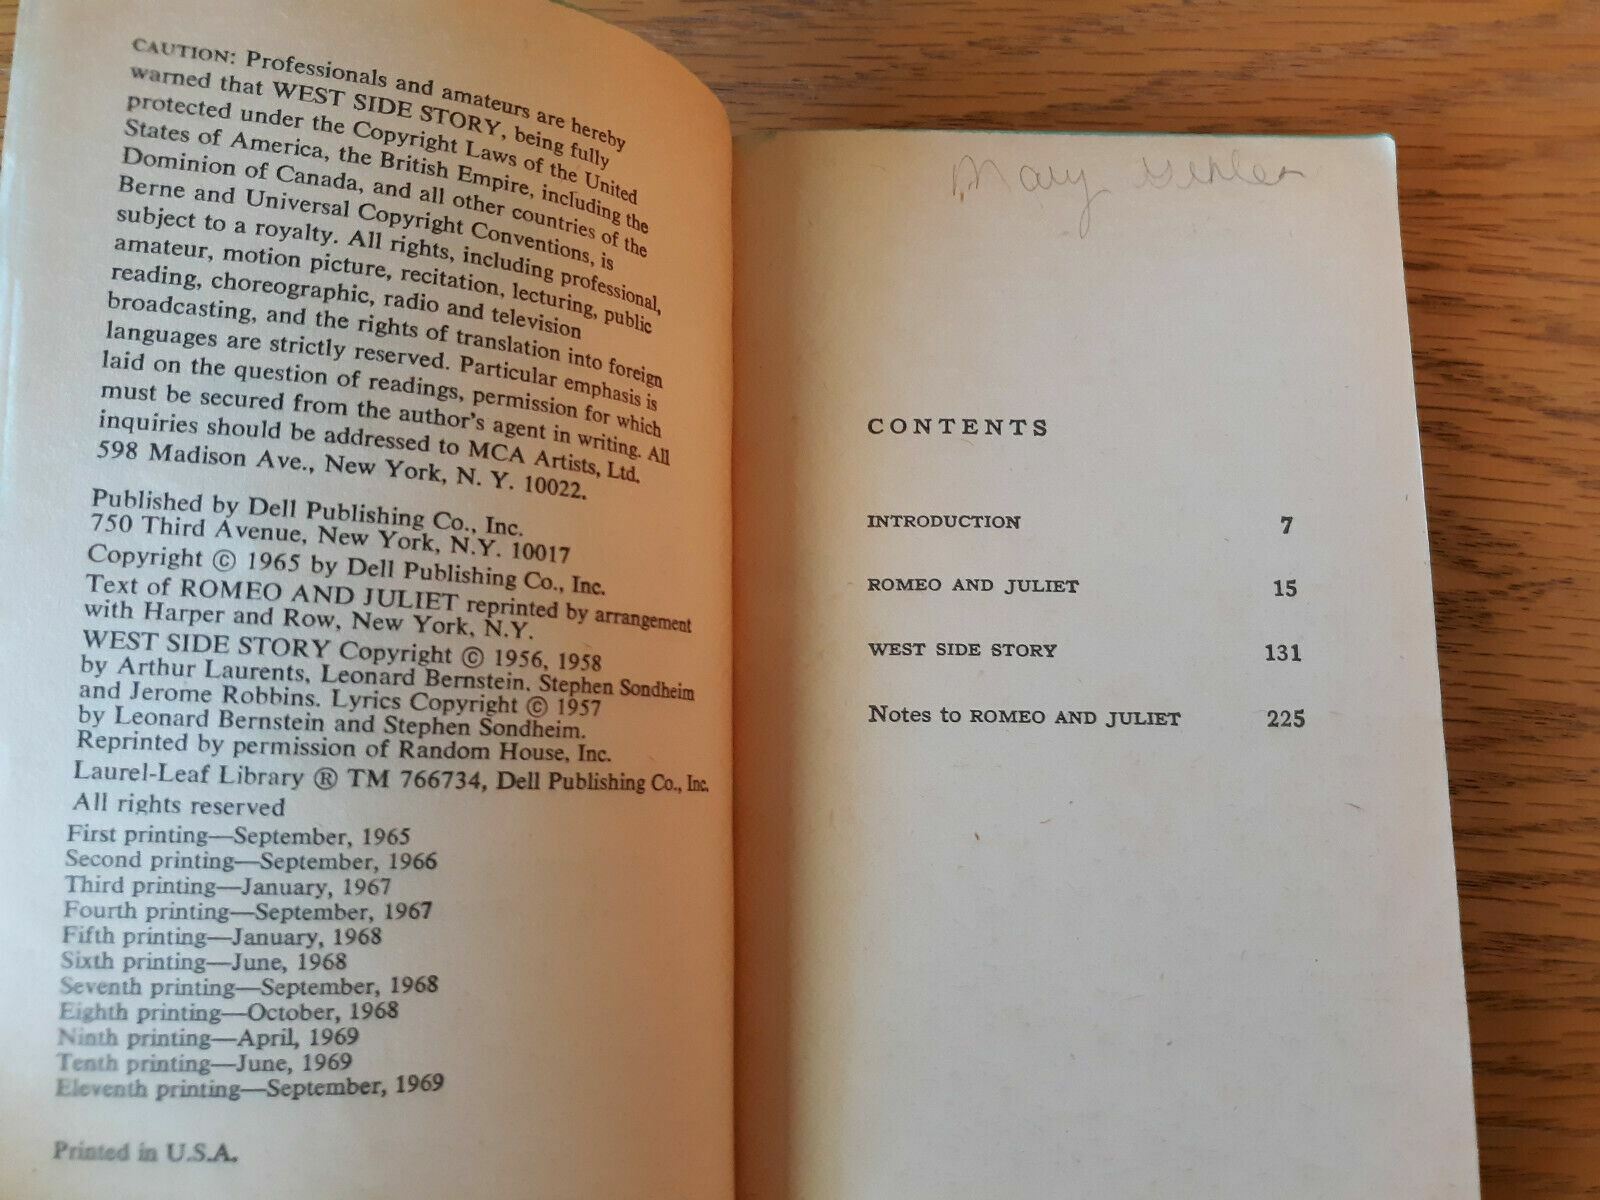 CAUTION: Professionals and amateurs are hereby
warned that WEST SIDE STORY, being fully
protected under the Copyright Laws of the United
States of America, the British Empire, including the
Dominion of Canada, and all other countries of the
Berne and Universal Copyright Conventions, is
subject to a royalty. All rights, including professional,
amateur, motion picture, recitation, lecturing, public
reading, choreographic, radio and television
broadcasting, and the rights of translation into foreign
languages are strictly reserved. Particular emphasis is
laid on the question of readings, permission for which
must be secured from the author's agent in writing. All
inquiries should be addressed to MCA Artists, Ltd.
598 Madison Ave., New York, N. Y. 10022.
Published by Dell Publishing Co., Inc.
750 Third Avenue, New York, N.Y. 10017
Copyright © 1965 by Dell Publishing Co., Inc.
Text of ROMEO AND JULIET reprinted by arrangement
with Harper and Row, New York, N.Y.
WEST SIDE STORY Copyright © 1956, 1958
by Arthur Laurents, Leonard Bernstein, Stephen Sondheim
and Jerome Robbins. Lyrics Copyright © 1957
by Leonard Bernstein and Stephen Sondheim.
Reprinted by permission of Random House, Inc.
Laurel-Leaf Library ® TM 766734, Dell Publishing Co., Inc.
All rights reserved
First printing—September, 1965
Second printing—September, 1966
Third printing—January, 1967
Fourth printing—September, 1967
Fifth printing—January, 1968
Sixth printing—June, 1968
Seventh printing—September, 1968
Eighth printing—October, 1968
Ninth printing—April, 1969
Tenth printing—June, 1969
Eleventh printing—September, 1969
Printed in U.S.A.
Mary
CONTENTS
INTRODUCTION 7
ROMEO AND JULIET 15
WEST SIDE STORY 131
Notes to ROMEO AND JULIET 225